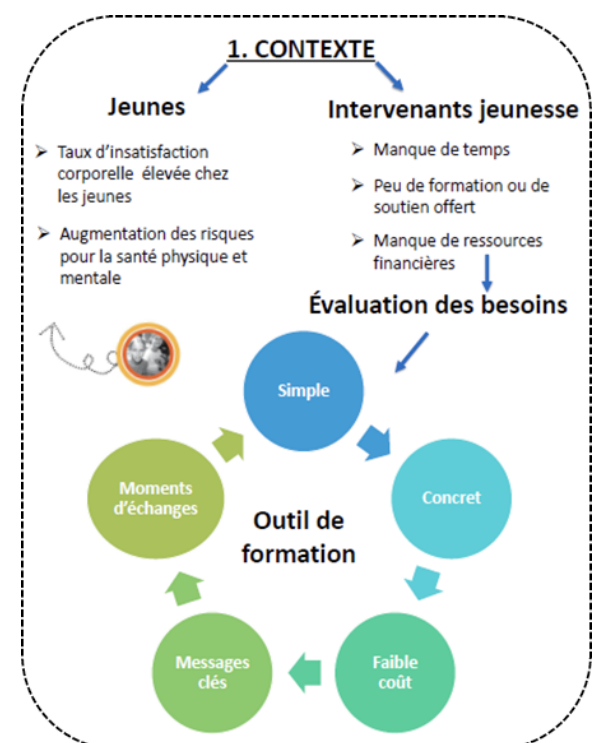 1. CONTEXTE
Jeunes
➢ Taux d'insatisfaction
corporelle élevée chez
les jeunes
➢ Augmentation des risques
pour la santé physique et
mentale
Intervenants jeunesse
➢ Manque de temps
➢ Peu de formation ou de
soutien offert
➢ Manque de ressources
financières
Évaluation des besoins
Simple
Concret
Faible
coût
Messages
clés
Moments
d'échanges
Outil de
formation